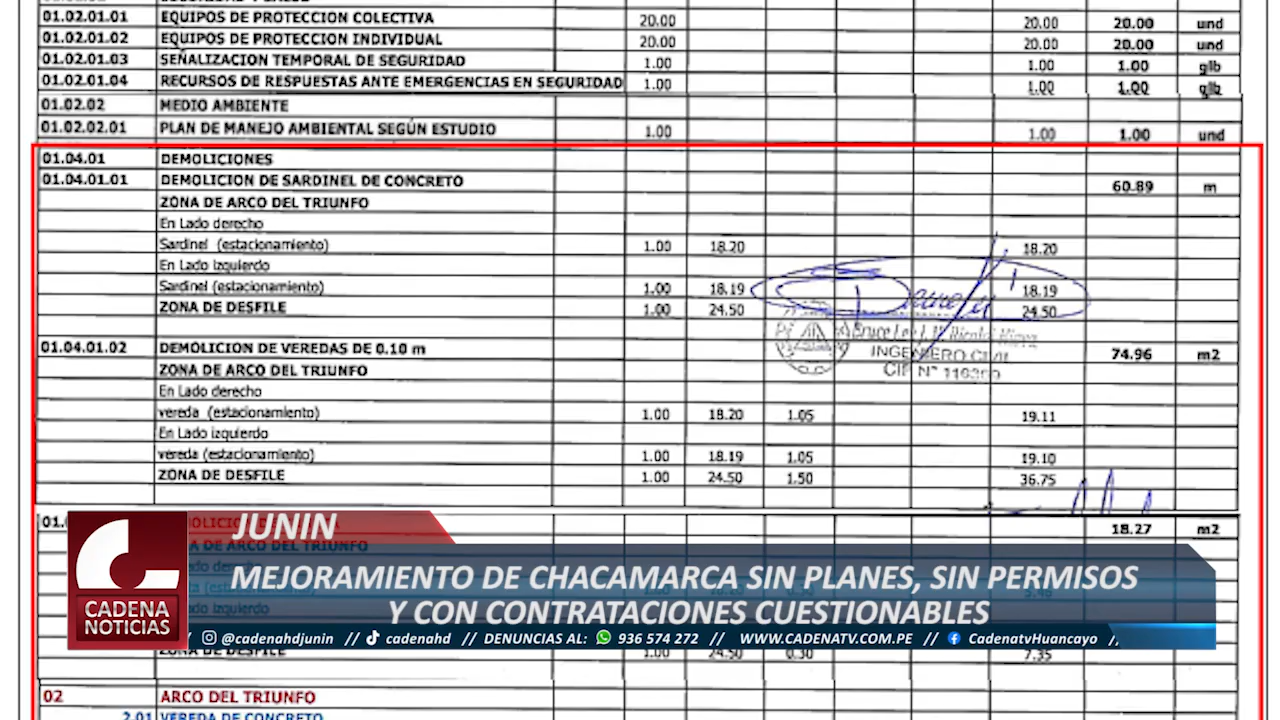 01.02.01.01 EQUIPOS DE PROTECCION COLECTIVA 20.00 20.00 20.00 und
01.02.01.02 EQUIPOS DE PROTECCION INDIVIDUAL 20.00 20.00 20.00 und
01.02.01.03 SEÑALIZACION TEMPORAL DE SEGURIDAD 1.00 1.00 1.00 glb
01.02.01.04 RECURSOS DE RESPUESTAS ANTE EMERGENCIAS EN SEGURIDAD 1.00 1.00 1.00 glb
01.02.02 MEDIO AMBIENTE
01.02.02.01 PLAN DE MANEJO AMBIENTAL SEGÚN ESTUDIO 1.00 1.00 1.00 und
01.04.01 DEMOLICIONES
01.04.01.01 DEMOLICION DE SARDINEL DE CONCRETO 60.89 m
ZONA DE ARCO DEL TRIUNFO
En Lado derecho
Sardinel (estacionamiento) 1.00 18.20 18.20
En Lado izquierdo
Sardinel (estacionamiento) 1.00 18.19 18.19
ZONA DE DESFILE 1.00 24.50 24.50
Bruce Lee
01.04.01.02 DEMOLICION DE VEREDAS DE 0.10 m 74.96 m2
INGENIERO CIVIL
ZONA DE ARCO DEL TRIUNFO
CIP N°
En Lado derecho
vereda (estacionamiento) 1.00 18.20 1.05 19.11
En Lado izquierdo
vereda (estacionamiento) 1.00 18.19 1.05 19.10
ZONA DE DESFILE 1.00 24.50 1.50 36.75
18.27 m2
JUNIN
ARCO DEL TRIUNFO
MEJORAMIENTO DE CHACAMARCA SIN PLANES, SIN PERMISOS
Y CON CONTRATACIONES CUESTIONABLES
CADENA
NOTICIAS
/ @cadenahdjunin // cadenahd // DENUNCIAS AL: 936 574 272 // WWW.CADENATV.COM.PE // CadenatvHuancayo //
ZONA DE DESFILE 1.00 24.50 0.30 7.35
02 ARCO DEL TRIUNFO
2.01 VEREDA DE CONCRETO